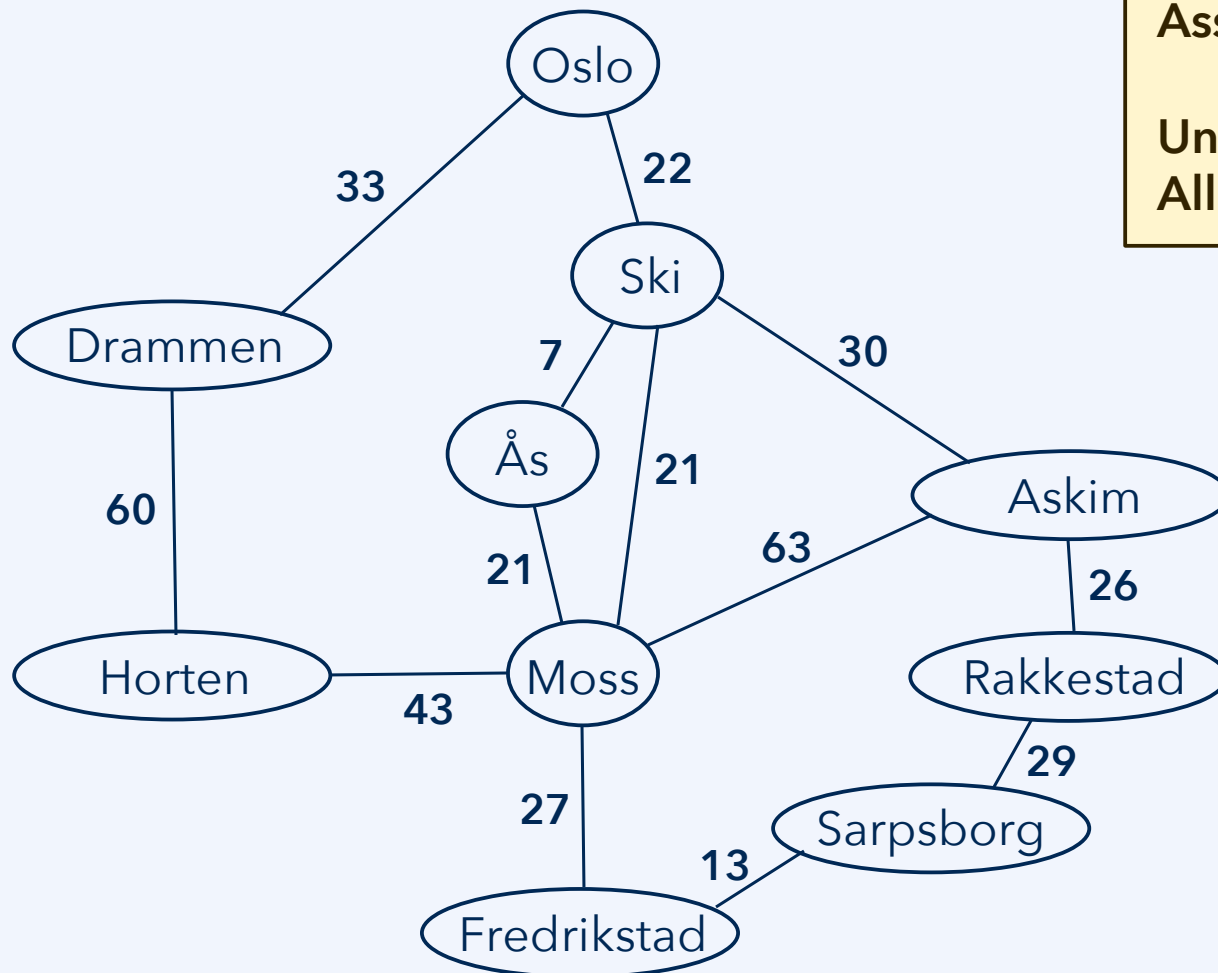 Oslo
33
22
Ski
Drammen
7
30
Ås
21
Askim
60
63
21
26
Horten
Moss
Rakkestad
43
29
27
Sarpsborg
13
Fredrikstad
All